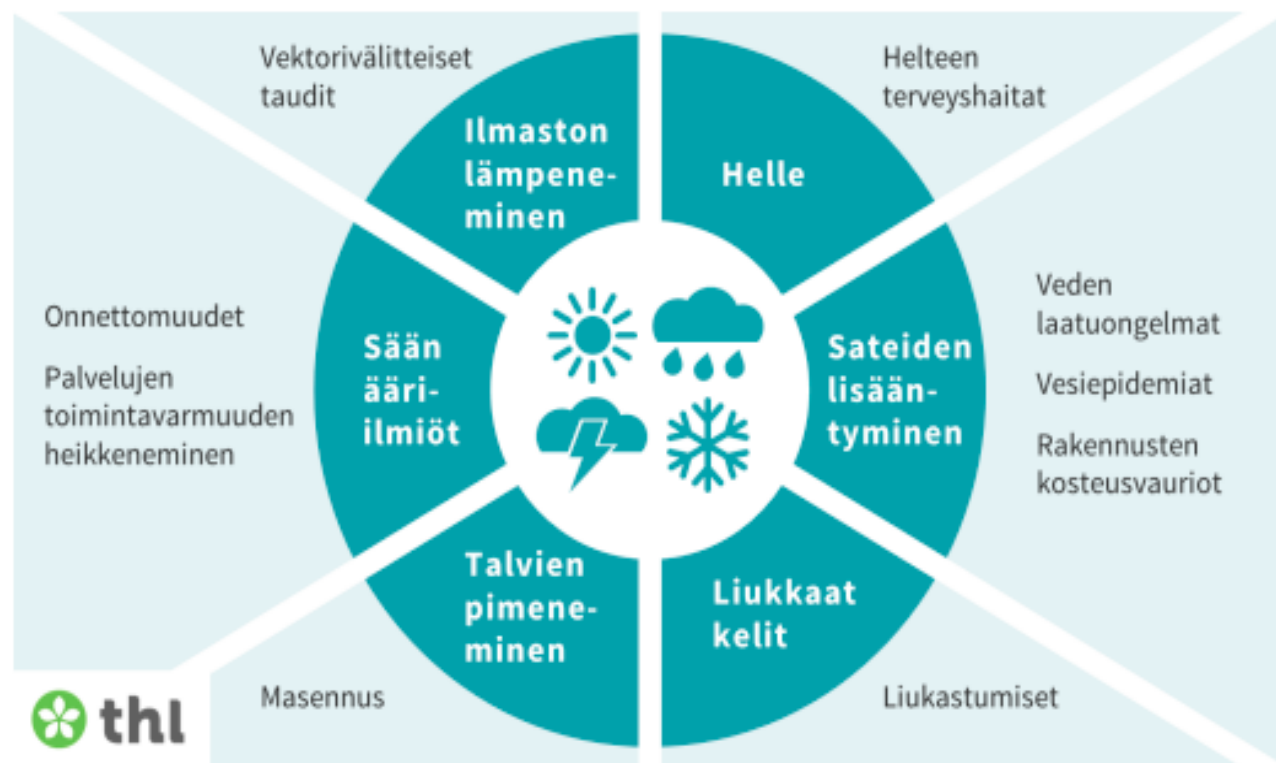 Vektorivälitteiset
taudit
Ilmaston
lämpene-
minen
Helle
Helteen
terveyshaitat
Sateiden
lisään-
tyminen
Veden
laatuongelmat
Vesiepidemiat
Rakennusten
kosteusvauriot
Liukkaat
kelit
Liukastumiset
Talvien
pimene-
minen
Masennus
Sään
ääri-
ilmiöt
Onnettomuudet
Palvelujen
toimintavarmuuden
heikkeneminen
thl